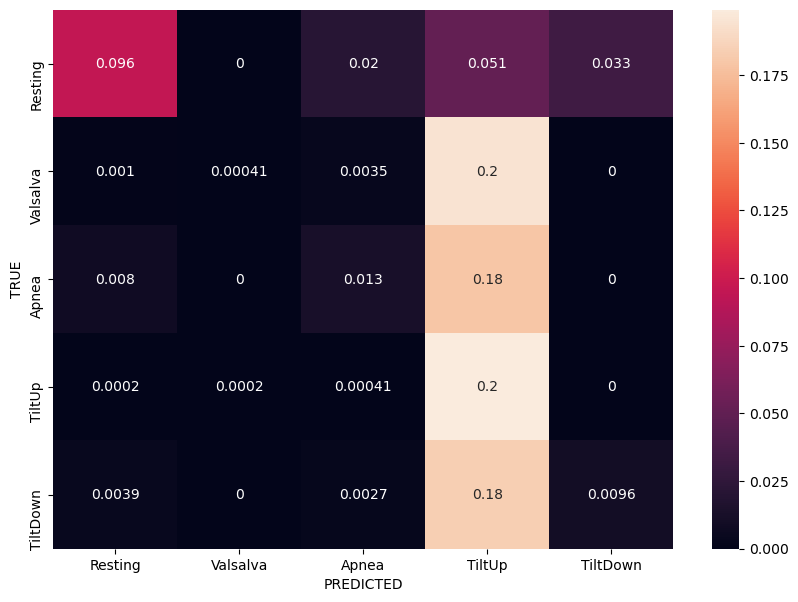 0.096 0 0.02 0.051 0.033
0.001 0.00041 0.0035 0.2 0
0.008 0 0.013 0.18 0
0.0002 0.0002 0.00041 0.2 0
0.0039 0 0.0027 0.18 0.0096
Resting
Valsalva
Apnea
TiltUp
TiltDown
TRUE
Resting Valsalva Apnea TiltUp TiltDown
PREDICTED
0.175
0.150
0.125
0.100
0.075
0.050
0.025
0.000